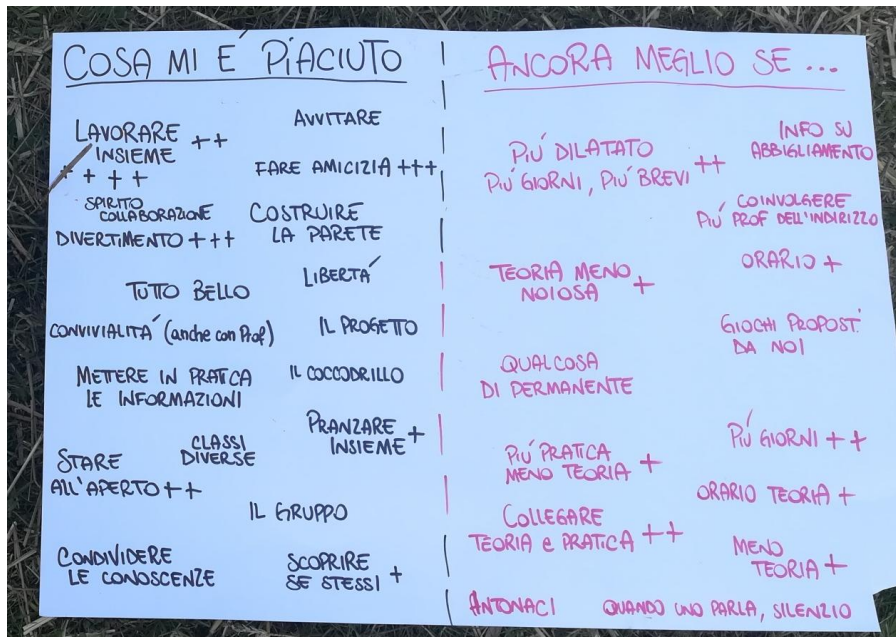 COSA MI E' PiACIUTO
LAVORARE ++
INSIEME
+ + + +
AVVITARE
FARE AMICIZIA +++
SPIRITO
COLLABORAZIONE
DIVERTIMENTO +++
COSTRUIRE
LA PARETE
TUTTO BELLO
LIBERTA'
CONVIVIALITA' (anche con Prof)
IL PROGETTO
METTERE IN PRATICA
LE INFORMAZIONI
IL COCCODRILLO
PRANZARE +
INSIEME
CLASSI
DIVERSE
STARE
ALL'APERTO ++
IL GRUPPO
CONDIVIDERE
LE CONOSCENZE
SCOPRIRE
SE STESSI +
ANCORA MEGLIO SE ...
PIU' DILATATO
PIU' GIORNI, PIU' BREVI ++
INFO SU
ABBIGLIAMENTO
COINVOLGERE
PIU' PROF DELL'INDIRIZZO
TEORIA MENO
NOIOSA +
ORARIO +
GIOCHI PROPOSTI
DA NOI
QUALCOSA
DI PERMANENTE
PIU' GIORNI ++
PIU' PRATICA
MENO TEORIA +
ORARIO TEORIA +
COLLEGARE
TEORIA e PRATICA ++
MENO
TEORIA +
ANTONACI
QUANDO UNO PARLA, SILENZIO